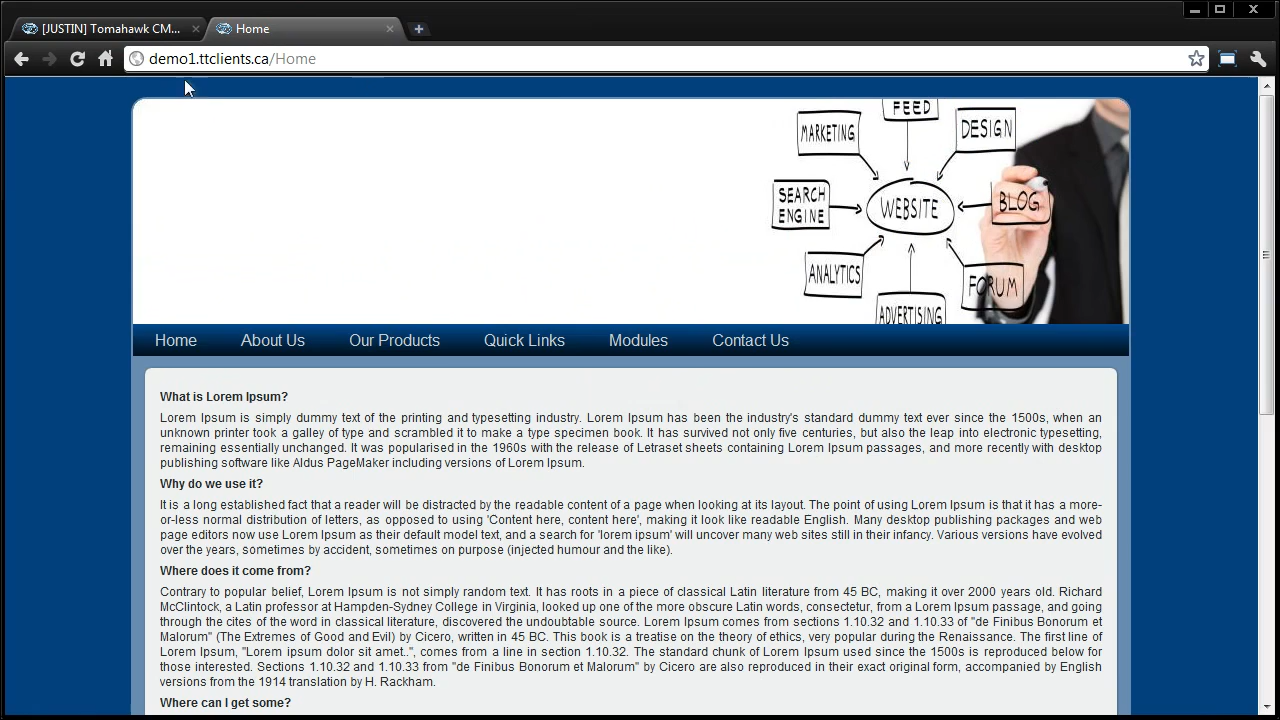 [JUSTIN] Tomahawk CM...
Home
demo1.ttclients.ca/Home
FEED
MARKETING
DESIGN
SEARCH
ENGINE
WEBSITE
BLOG
ANALYTICS
FORUM
ADVERTISING
Home About Us Our Products Quick Links Modules Contact Us
What is Lorem Ipsum?
Lorem Ipsum is simply dummy text of the printing and typesetting industry. Lorem Ipsum has been the industry's standard dummy text ever since the 1500s, when an
unknown printer took a galley of type and scrambled it to make a type specimen book. It has survived not only five centuries, but also the leap into electronic typesetting,
remaining essentially unchanged. It was popularised in the 1960s with the release of Letraset sheets containing Lorem Ipsum passages, and more recently with desktop
publishing software like Aldus PageMaker including versions of Lorem Ipsum.
Why do we use it?
It is a long established fact that a reader will be distracted by the readable content of a page when looking at its layout. The point of using Lorem Ipsum is that it has a more-
or-less normal distribution of letters, as opposed to using 'Content here, content here', making it look like readable English. Many desktop publishing packages and web
page editors now use Lorem Ipsum as their default model text, and a search for 'lorem ipsum' will uncover many web sites still in their infancy. Various versions have evolved
over the years, sometimes by accident, sometimes on purpose (injected humour and the like).
Where does it come from?
Contrary to popular belief, Lorem Ipsum is not simply random text. It has roots in a piece of classical Latin literature from 45 BC, making it over 2000 years old. Richard
McClintock, a Latin professor at Hampden-Sydney College in Virginia, looked up one of the more obscure Latin words, consectetur, from a Lorem Ipsum passage, and going
through the cites of the word in classical literature, discovered the undoubtable source. Lorem Ipsum comes from sections 1.10.32 and 1.10.33 of "de Finibus Bonorum et
Malorum" (The Extremes of Good and Evil) by Cicero, written in 45 BC. This book is a treatise on the theory of ethics, very popular during the Renaissance. The first line of
Lorem Ipsum, "Lorem ipsum dolor sit amet..", comes from a line in section 1.10.32. The standard chunk of Lorem Ipsum used since the 1500s is reproduced below for
those interested. Sections 1.10.32 and 1.10.33 from "de Finibus Bonorum et Malorum" by Cicero are also reproduced in their exact original form, accompanied by English
versions from the 1914 translation by H. Rackham.
Where can I get some?